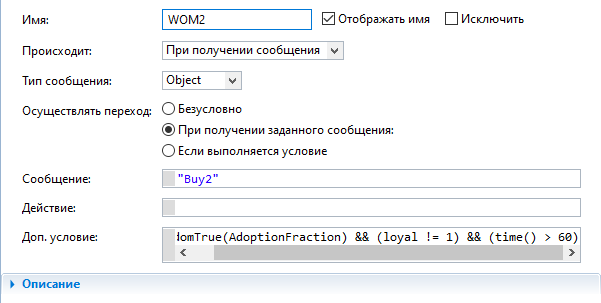 Имя: WOM2 Отображать имя Исключить
Происходит: При получении сообщения
Тип сообщения: Object
Осуществлять переход: Безусловно
При получении заданного сообщения:
Если выполняется условие
Сообщение: "Buy2"
Действие:
Доп. условие: domTrue(AdoptionFraction) && (loyal != 1) && (time() > 60)
Описание